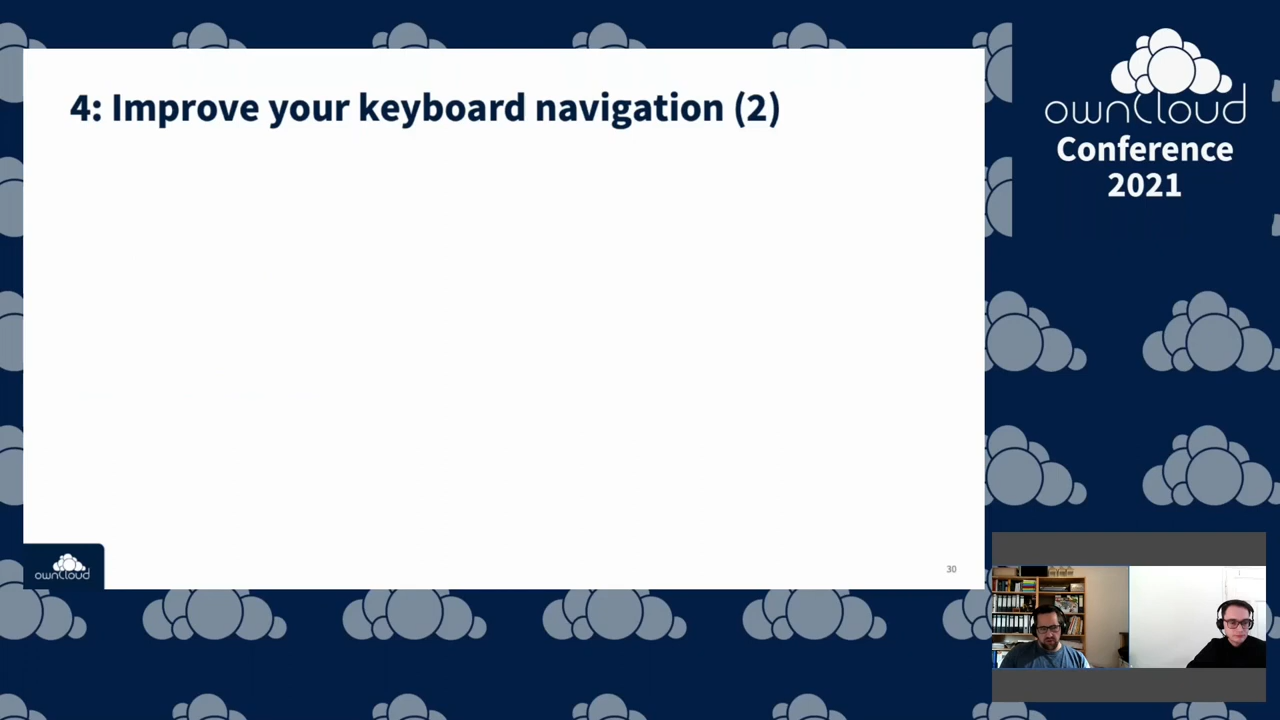 4: Improve your keyboard navigation (2)
ownCloud
Conference
2021
ownCloud
30